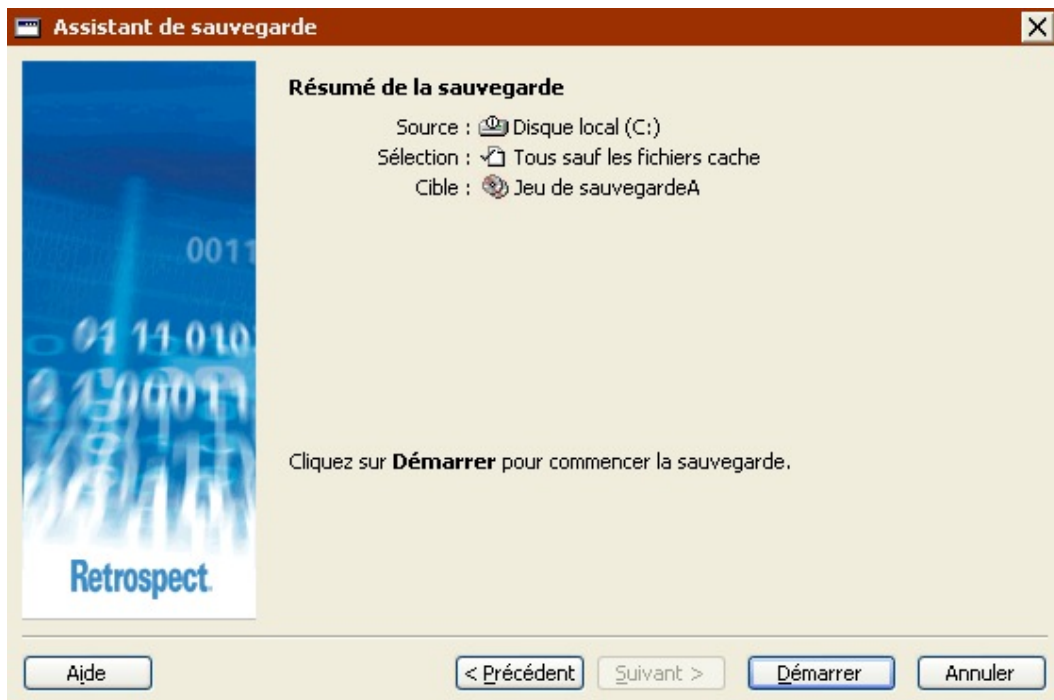 Assistant de sauvegarde
Résumé de la sauvegarde
Source : Disque local (C:)
Sélection : Tous sauf les fichiers cache
Cible : Jeu de sauvegardeA
0011
01 11 010
Cliquez sur Démarrer pour commencer la sauvegarde.
Retrospect.
Aide
< Précédent
Suivant >
Démarrer
Annuler